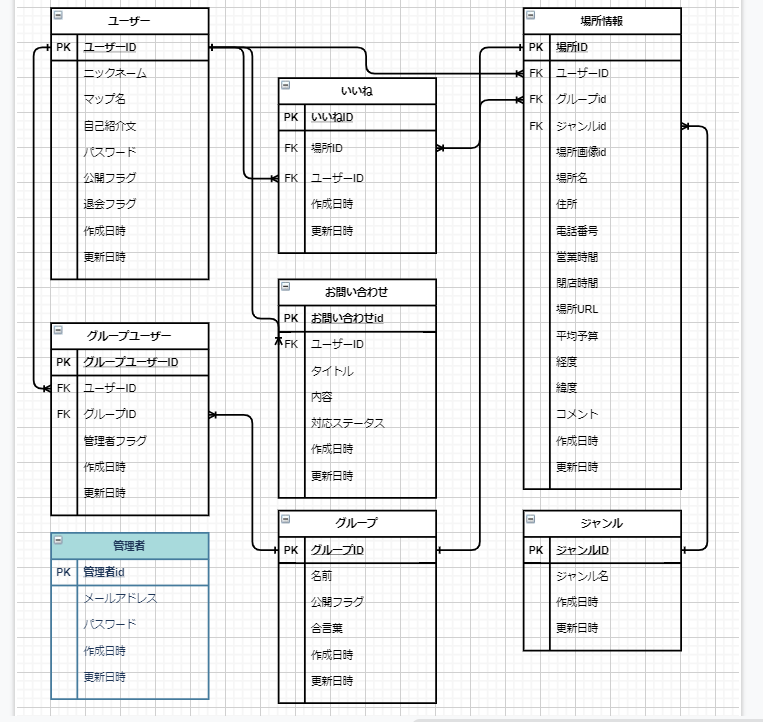 ユーザー
PK ユーザーID
ニックネーム
マップ名
自己紹介文
パスワード
公開フラグ
退会フラグ
作成日時
更新日時
いいね
PK いいねID
FK 場所ID
FK ユーザーID
作成日時
更新日時
場所情報
PK 場所ID
FK ユーザーID
FK グループid
FK ジャンルid
場所画像id
場所名
住所
電話番号
営業時間
閉店時間
場所URL
平均予算
経度
緯度
コメント
作成日時
更新日時
お問い合わせ
PK お問い合わせid
FK ユーザーID
タイトル
内容
対応ステータス
作成日時
更新日時
グループユーザー
PK グループユーザーID
FK ユーザーID
FK グループID
管理者フラグ
作成日時
更新日時
管理者
PK 管理者id
メールアドレス
パスワード
作成日時
更新日時
グループ
PK グループID
名前
公開フラグ
合言葉
作成日時
更新日時
ジャンル
PK ジャンルID
ジャンル名
作成日時
更新日時